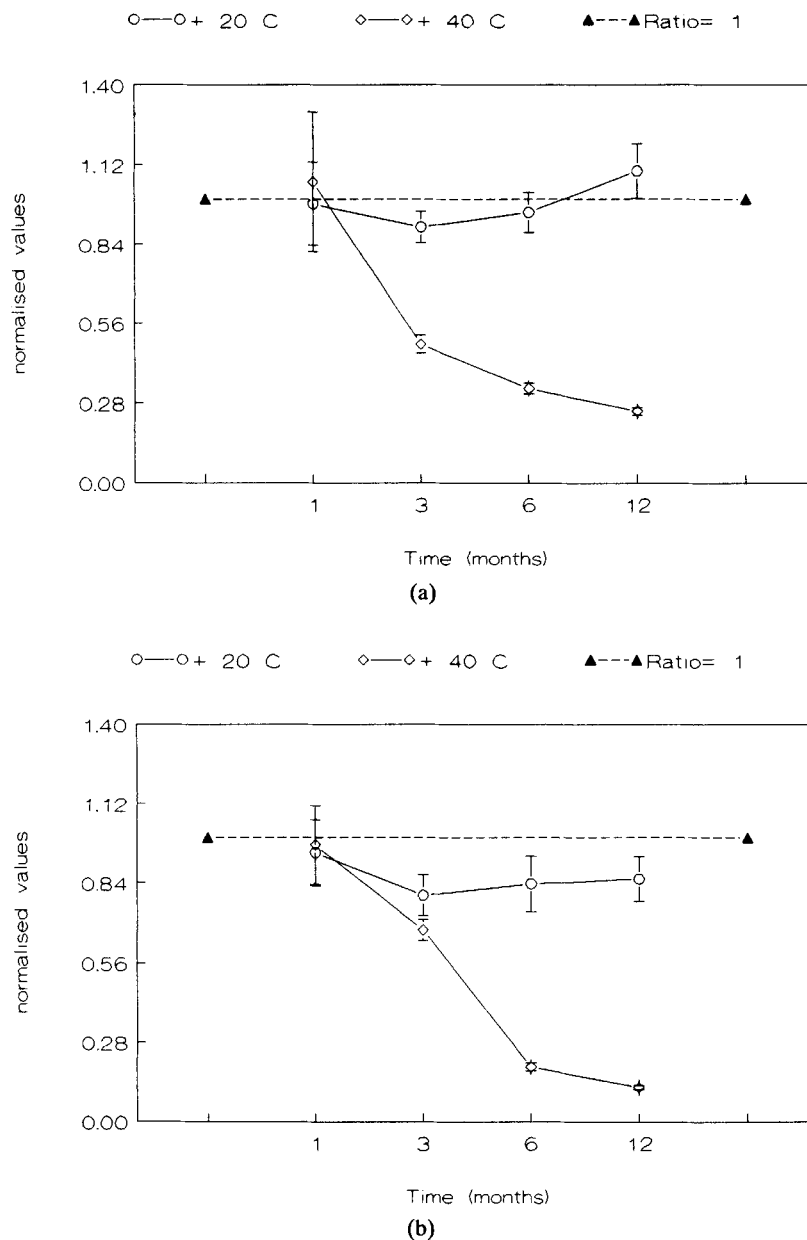 + 20 C + 40 C Ratio= 1
1.40
1.12
0.84
0.56
0.28
0.00
normalised values
1 3 6 12
Time (months)
(a)
+ 20 C + 40 C Ratio= 1
1.40
1.12
0.84
0.56
0.28
0.00
normalised values
1 3 6 12
Time (months)
(b)